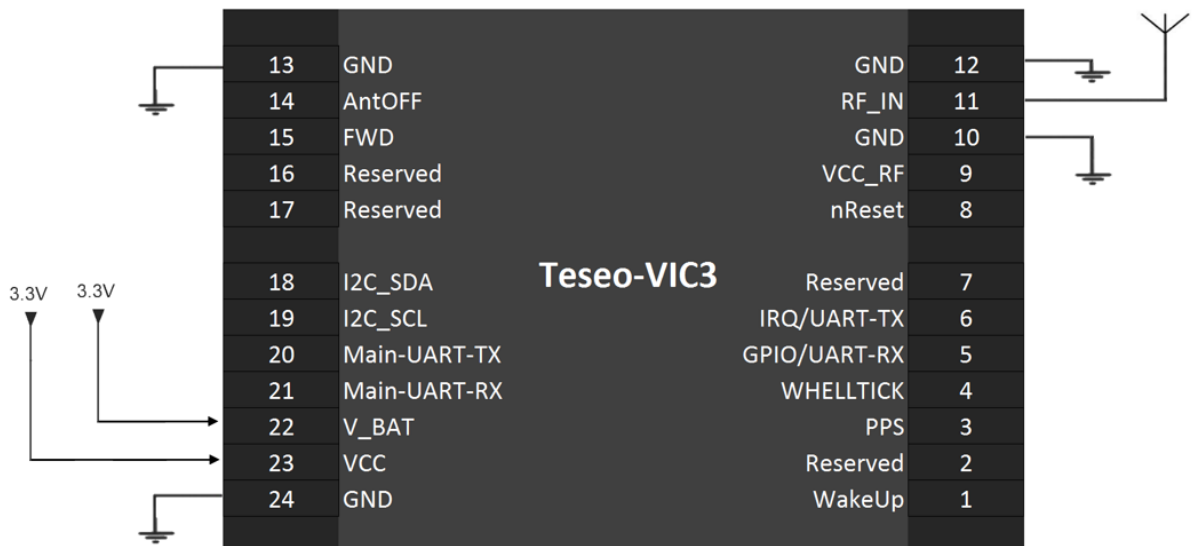 13 GND GND 12
14 AntOFF RF_IN 11
15 FWD GND 10
16 Reserved VCC_RF 9
17 Reserved nReset 8
Teseo-VIC3
3.3V 3.3V
18 I2C_SDA Reserved 7
19 I2C_SCL IRQ/UART-TX 6
20 Main-UART-TX GPIO/UART-RX 5
21 Main-UART-RX WHELLTICK 4
22 V_BAT PPS 3
23 VCC Reserved 2
24 GND WakeUp 1